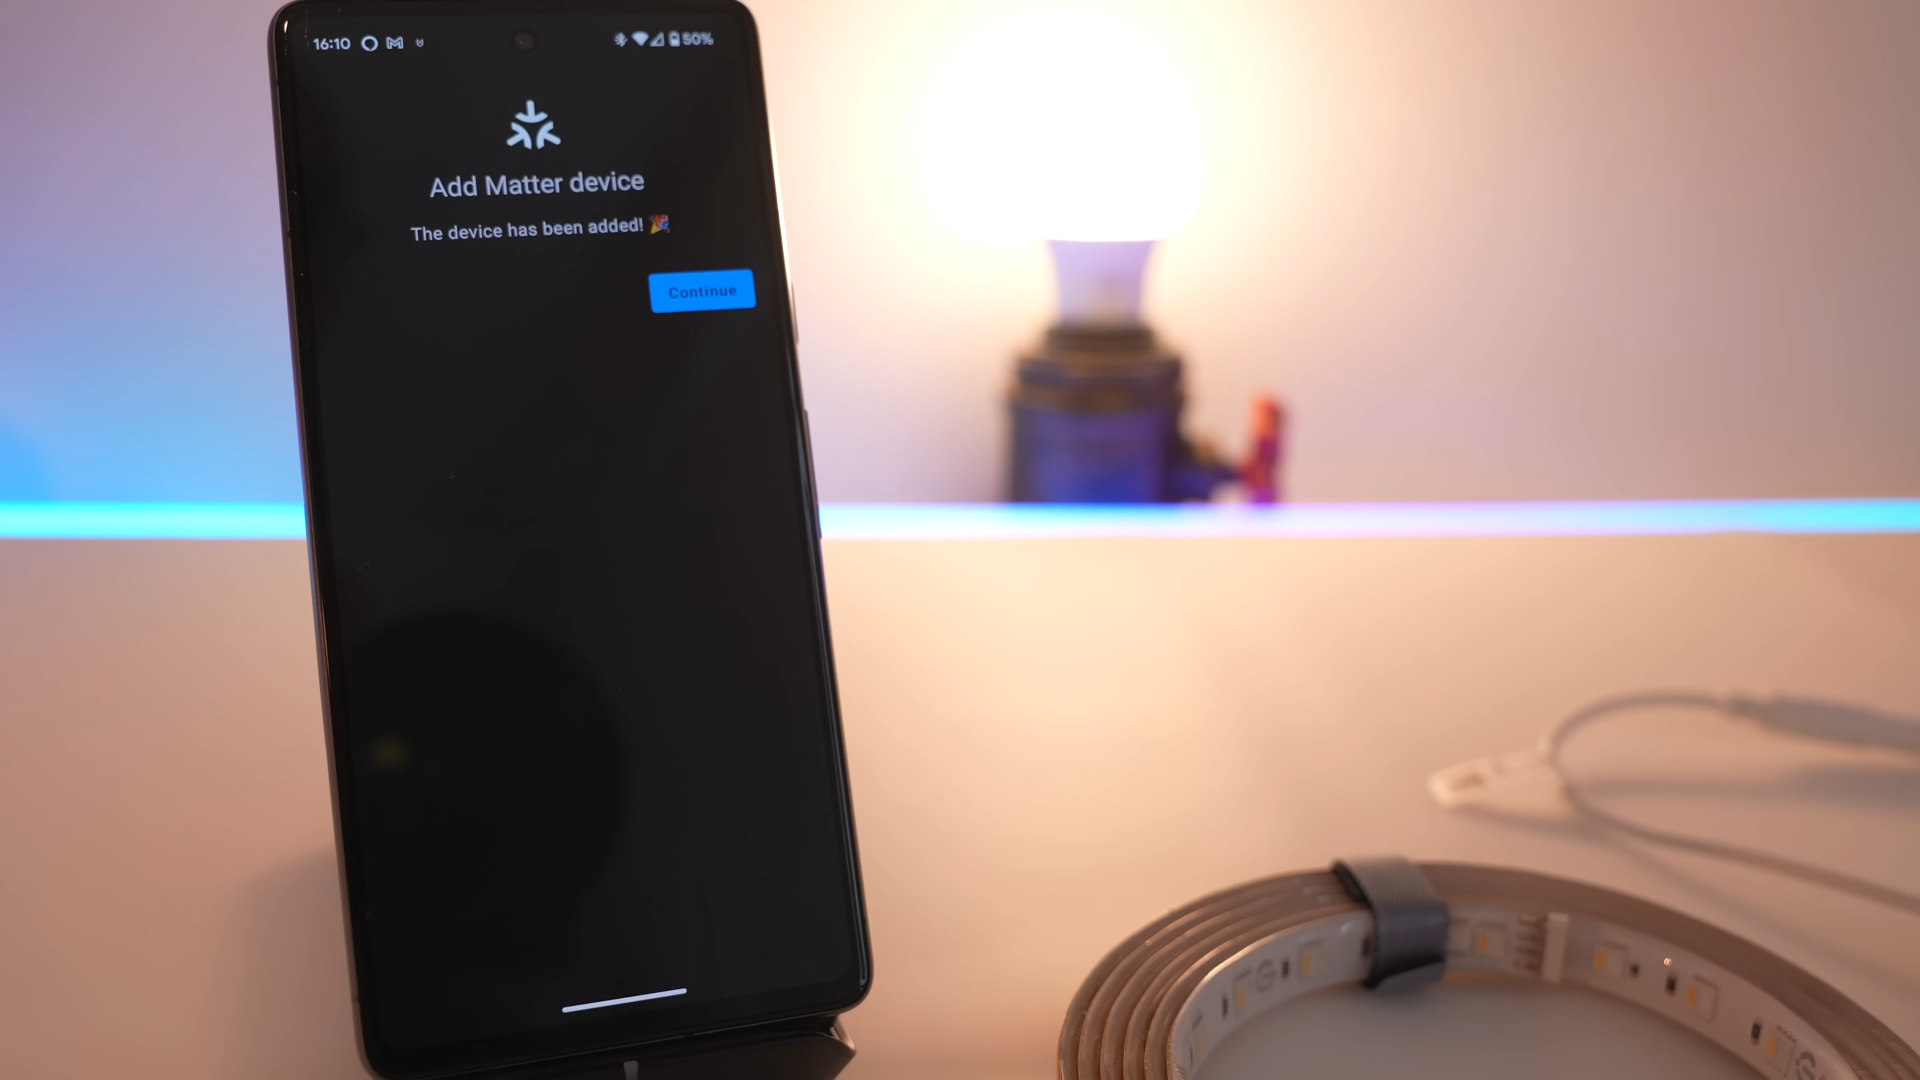 16:10
50%
Add Matter device
The device has been added! 🎉
Continue